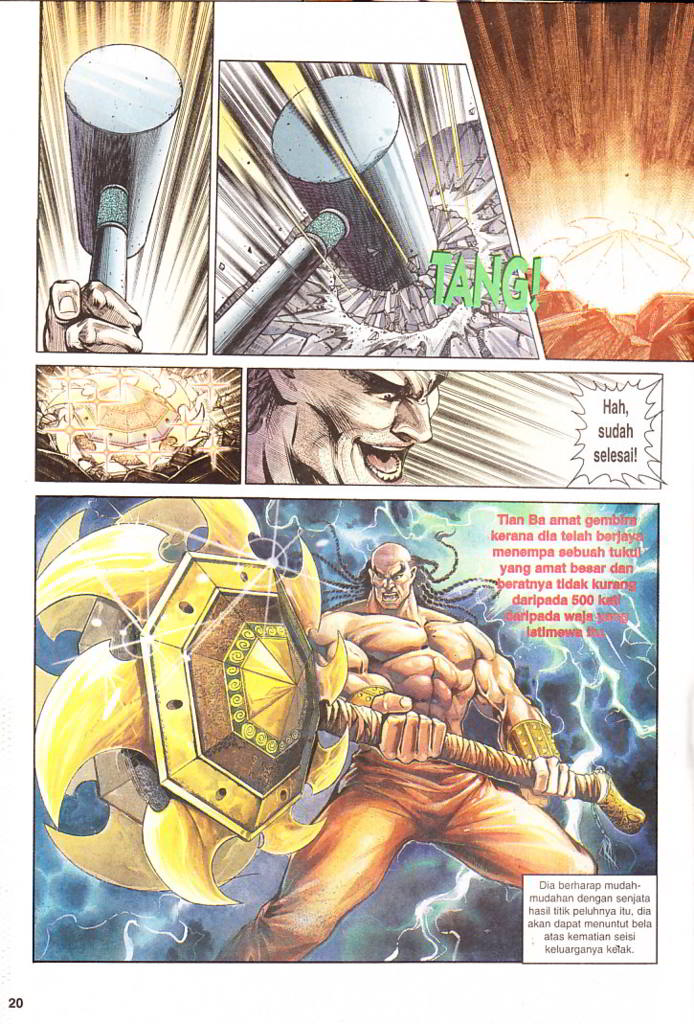 TANG!
Hah,
sudah
selesai!
Tian Ba amat gembira
kerana dia telah berjaya
menempa sebuah tukul
yang amat besar dan
beratnya tidak kurang
daripada 500 kati
daripada waja yang
istimewa itu.
Dia berharap mudah-
mudahan dengan senjata
hasil titik peluhnya itu, dia
akan dapat menuntut bela
atas kematian seisi
keluarganya kelak.
20